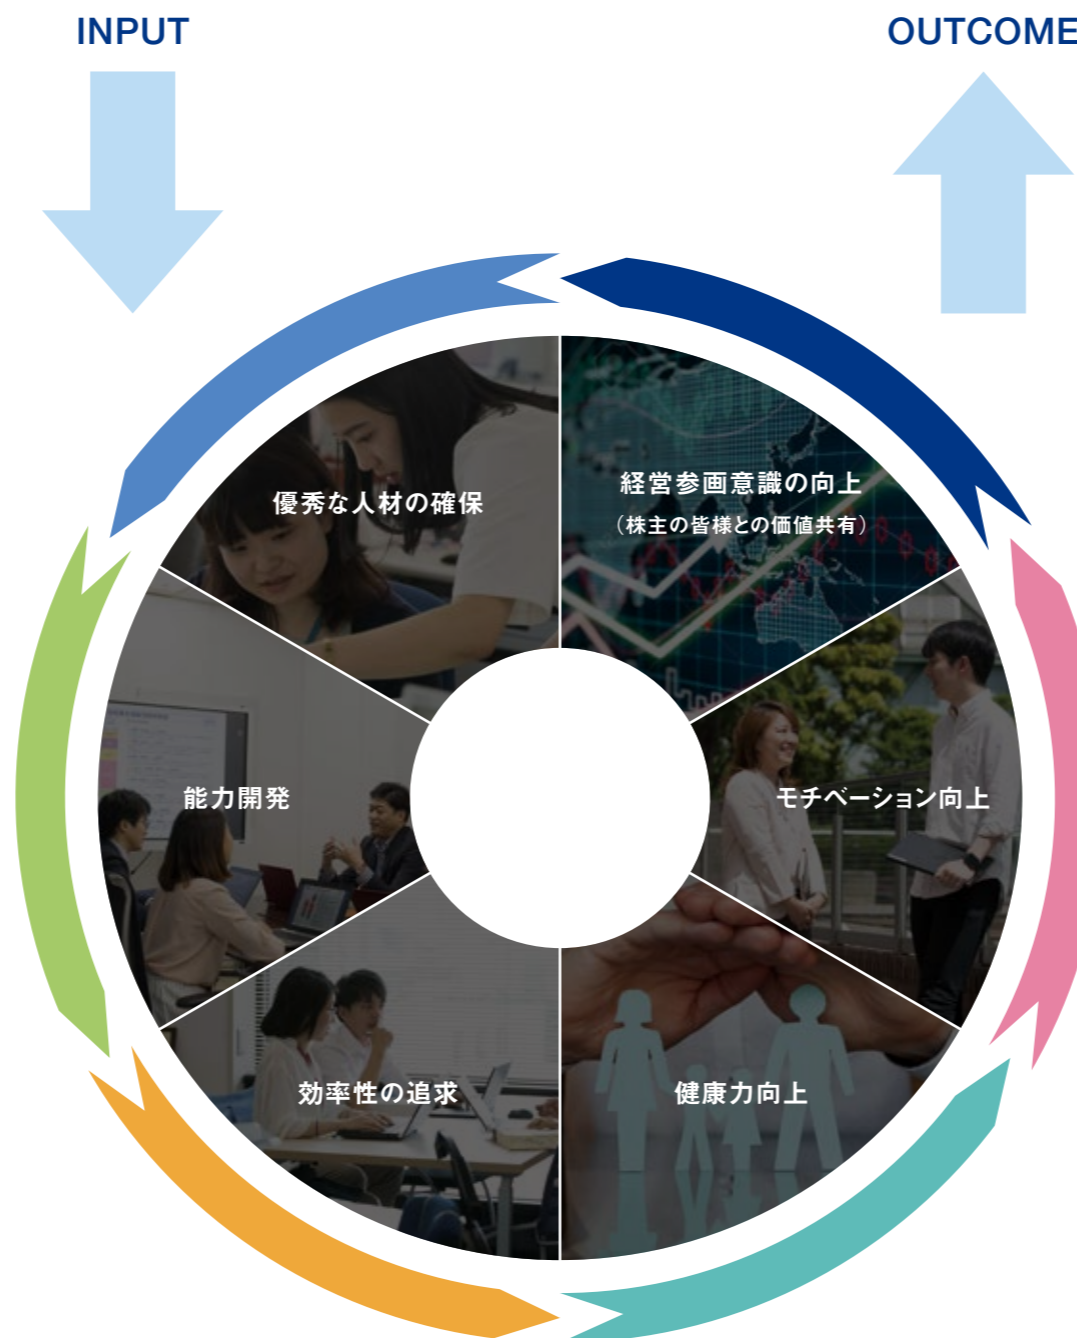 INPUT
OUTCOME
優秀な人材の確保
経営参画意識の向上
(株主の皆様との価値共有)
能力開発
モチベーション向上
効率性の追求
健康力向上